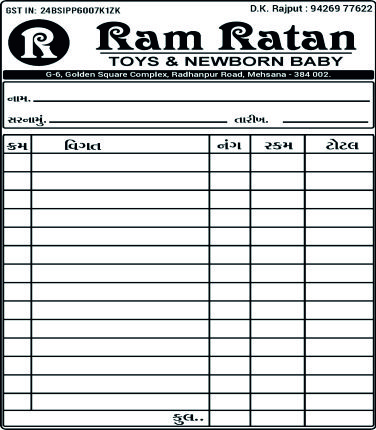 GST IN: 24BSIPP6007K1ZK D.K. Rajput : 94269 77622
R Ram Ratan
TOYS & NEWBORN BABY
G-6, Golden Square Complex, Radhanpur Road, Mehsana - 384 002.
નામ.
સરનામું. તારીખ.
ક્રમ વિગત નંગ રકમ ટોટલ
કુલ..